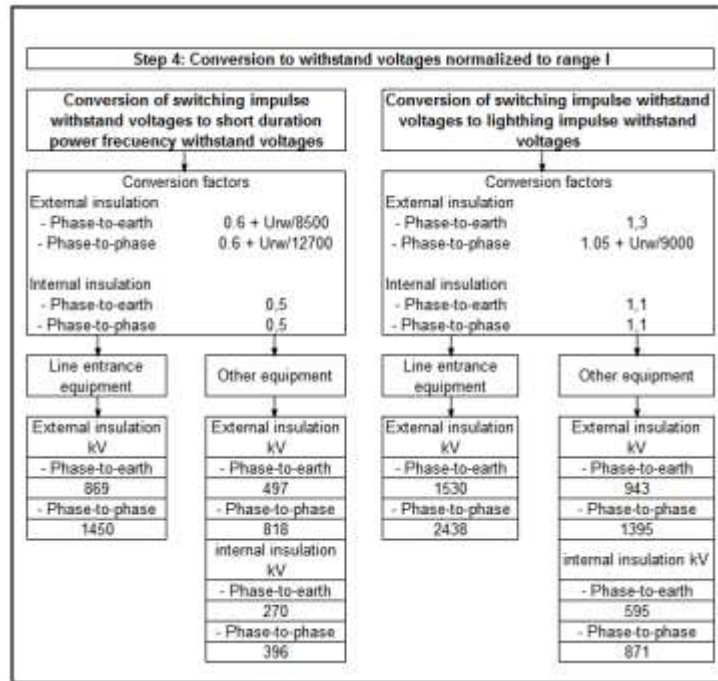 Step 4: Conversion to withstand voltages normalized to range I
Conversion of switching impulse
withstand voltages to short duration
power frecuency withstand voltages
Conversion factors
External insulation
- Phase-to-earth 0.6 + Urw/8500
- Phase-to-phase 0.6 + Urw/12700
Internal insulation
- Phase-to-earth 0,5
- Phase-to-phase 0,5
Line entrance
equipment
External insulation
kV
- Phase-to-earth
869
- Phase-to-phase
1450
Other equipment
External insulation
kV
- Phase-to-earth
497
- Phase-to-phase
818
internal insulation
kV
- Phase-to-earth
270
- Phase-to-phase
396
Conversion of switching impulse withstand
voltages to lighthing impulse withstand
voltages
Conversion factors
External insulation
- Phase-to-earth 1,3
- Phase-to-phase 1.05 + Urw/9000
Internal insulation
- Phase-to-earth 1,1
- Phase-to-phase 1,1
Line entrance
equipment
External insulation
kV
- Phase-to-earth
1530
- Phase-to-phase
2438
Other equipment
External insulation
kV
- Phase-to-earth
943
- Phase-to-phase
1395
internal insulation kV
- Phase-to-earth
595
- Phase-to-phase
871